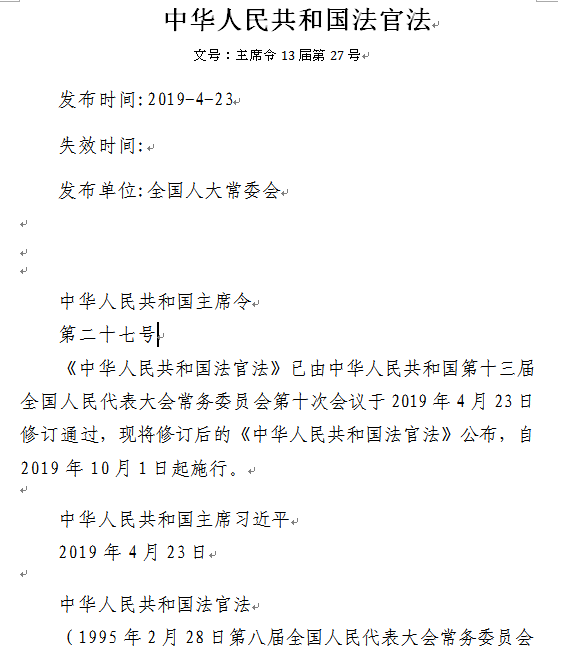 中华人民共和国法官法
文号：主席令 13 届第 27 号
发布时间: 2019-4-23
失效时间:
发布单位: 全国人大常委会
中华人民共和国主席令
第二十七号
《中华人民共和国法官法》已由中华人民共和国第十三届
全国人民代表大会常务委员会第十次会议于 2019 年 4 月 23 日
修订通过，现将修订后的《中华人民共和国法官法》公布，自
2019 年 10 月 1 日起施行。
中华人民共和国主席习近平
2019 年 4 月 23 日
中华人民共和国法官法
（1995 年 2 月 28 日第八届全国人民代表大会常务委员会